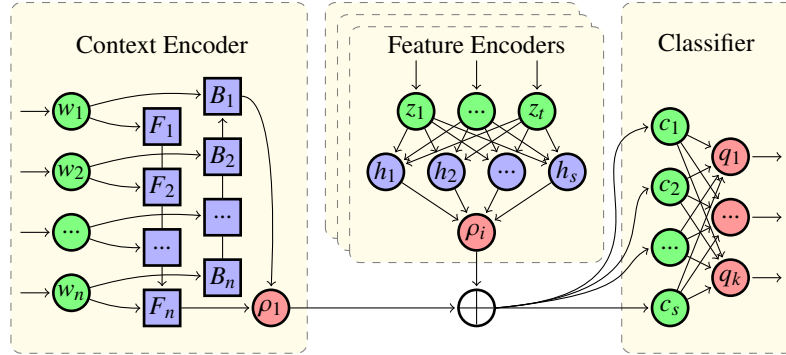 Context Encoder
Feature Encoders
Classifier
w₁
B₁
F₁
w₂
B₂
F₂
...
...
...
wₙ
Bₙ
Fₙ
ρ₁
z₁
...
zₜ
h₁
h₂
...
hₛ
ρᵢ
c₁
c₂
...
cₛ
q₁
...
qₖ